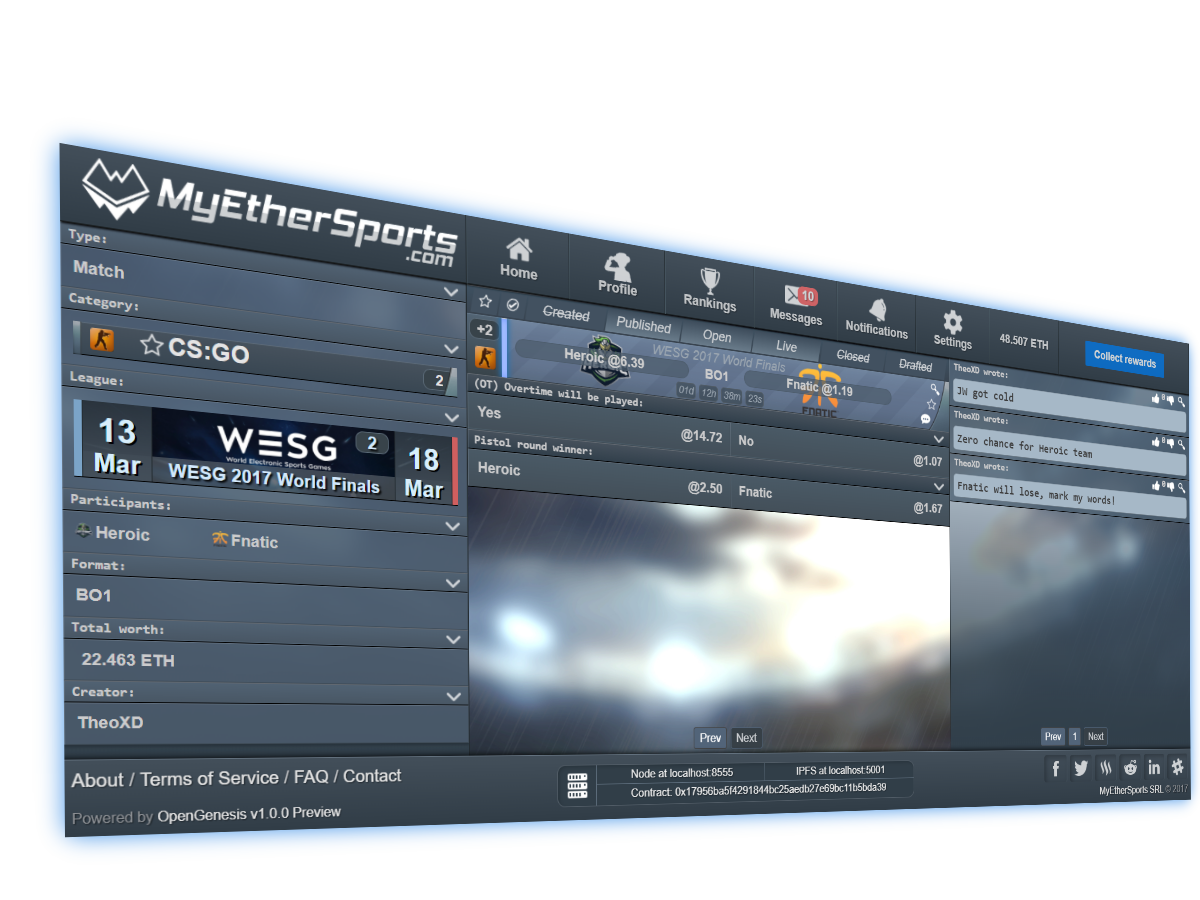 MyEtherSports
.com
Home
Profile
Rankings
10
Messages
Notifications
Settings
48.507 ETH
Collect rewards
Type:
Match
Category:
CS:GO
2
League:
13
Mar
WESG
World Electronic Sports Games
2
WESG 2017 World Finals
18
Mar
Participants:
Heroic
Fnatic
Format:
BO1
Total worth:
22.463 ETH
Creator:
TheoXD
Created
Published
Open
Live
Closed
Drafted
+2
WESG 2017 World Finals
Heroic @6.39
BO1
Fnatic @1.19
01d 12h 38m 23s
FNATIC
(OT) Overtime will be played:
Yes
@14.72
No
@1.07
Pistol round winner:
Heroic
@2.50
Fnatic
@1.67
Prev Next
TheoXD wrote:
JW got cold
TheoXD wrote:
Zero chance for Heroic team
TheoXD wrote:
Fnatic will lose, mark my words!
Prev 1 Next
About / Terms of Service / FAQ / Contact
Powered by OpenGenesis v1.0.0 Preview
Node at localhost:8555
IPFS at localhost:5001
Contract: 0x17956ba5f4291844bc25aedb27e69bc11b5bda39
MyEtherSports SRL © 2017